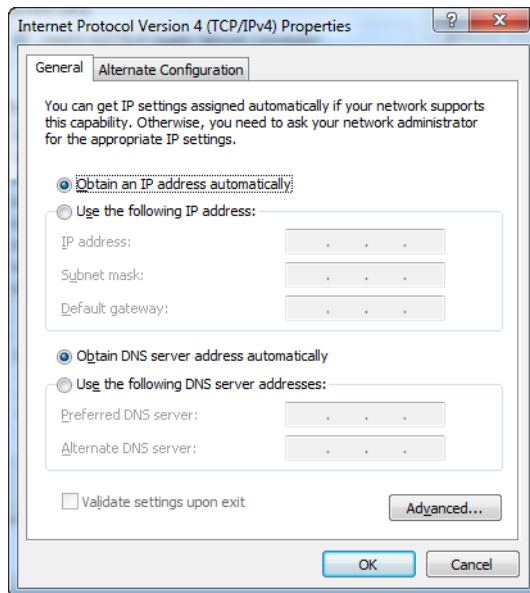 Internet Protocol Version 4 (TCP/IPv4) Properties
General
Alternate Configuration
You can get IP settings assigned automatically if your network supports
this capability. Otherwise, you need to ask your network administrator
for the appropriate IP settings.
Obtain an IP address automatically
Use the following IP address:
IP address:
. . .
Subnet mask:
. . .
Default gateway:
. . .
Obtain DNS server address automatically
Use the following DNS server addresses:
Preferred DNS server:
. . .
Alternate DNS server:
. . .
Validate settings upon exit
Advanced...
OK
Cancel